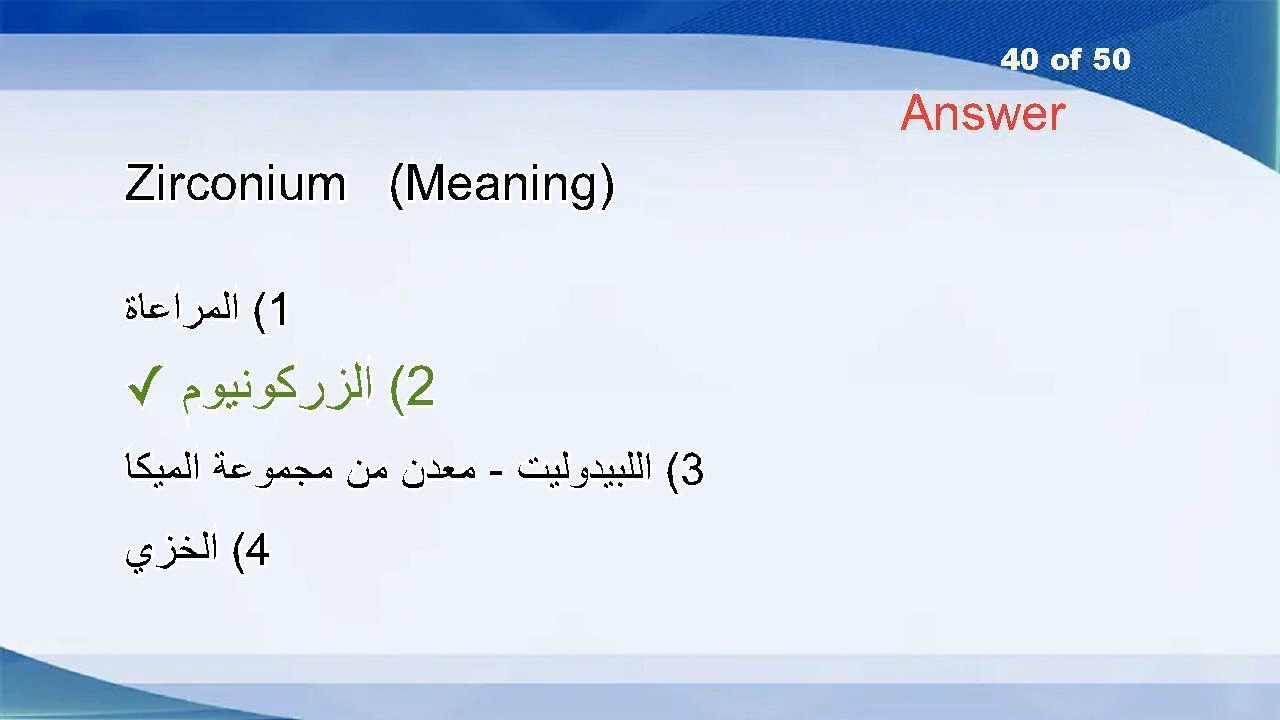 40 of 50
Answer
Zirconium (Meaning)
1) المراعاة
2) الزركونيوم ✓
3) اللبيدوليت - معدن من مجموعة الميكا
4) الخزي